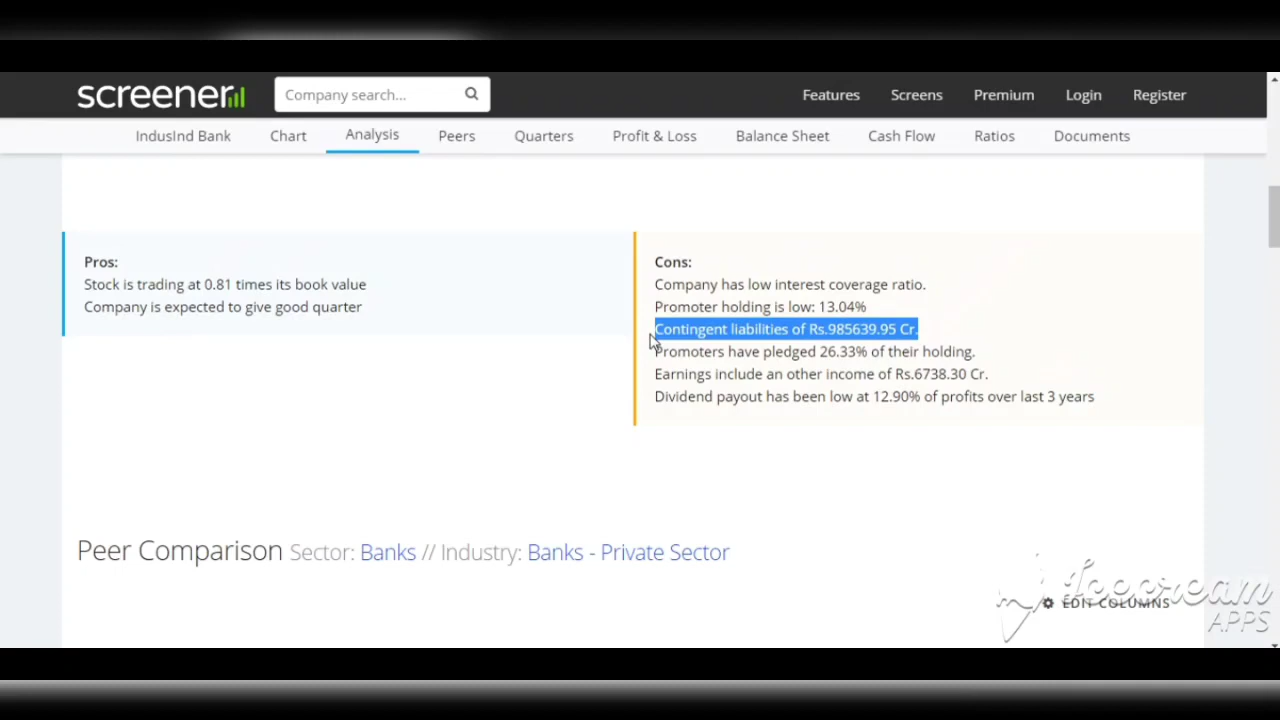 screener
Company search...
Features
Screens
Premium
Login
Register
IndusInd Bank
Chart
Analysis
Peers
Quarters
Profit & Loss
Balance Sheet
Cash Flow
Ratios
Documents
Pros:
Stock is trading at 0.81 times its book value
Company is expected to give good quarter
Cons:
Company has low interest coverage ratio.
Promoter holding is low: 13.04%
Contingent liabilities of Rs.985639.95 Cr.
Promoters have pledged 26.33% of their holding.
Earnings include an other income of Rs.6738.30 Cr.
Dividend payout has been low at 12.90% of profits over last 3 years
Peer Comparison Sector: Banks // Industry: Banks - Private Sector
EDIT COLUMNS
Icecream
APPS